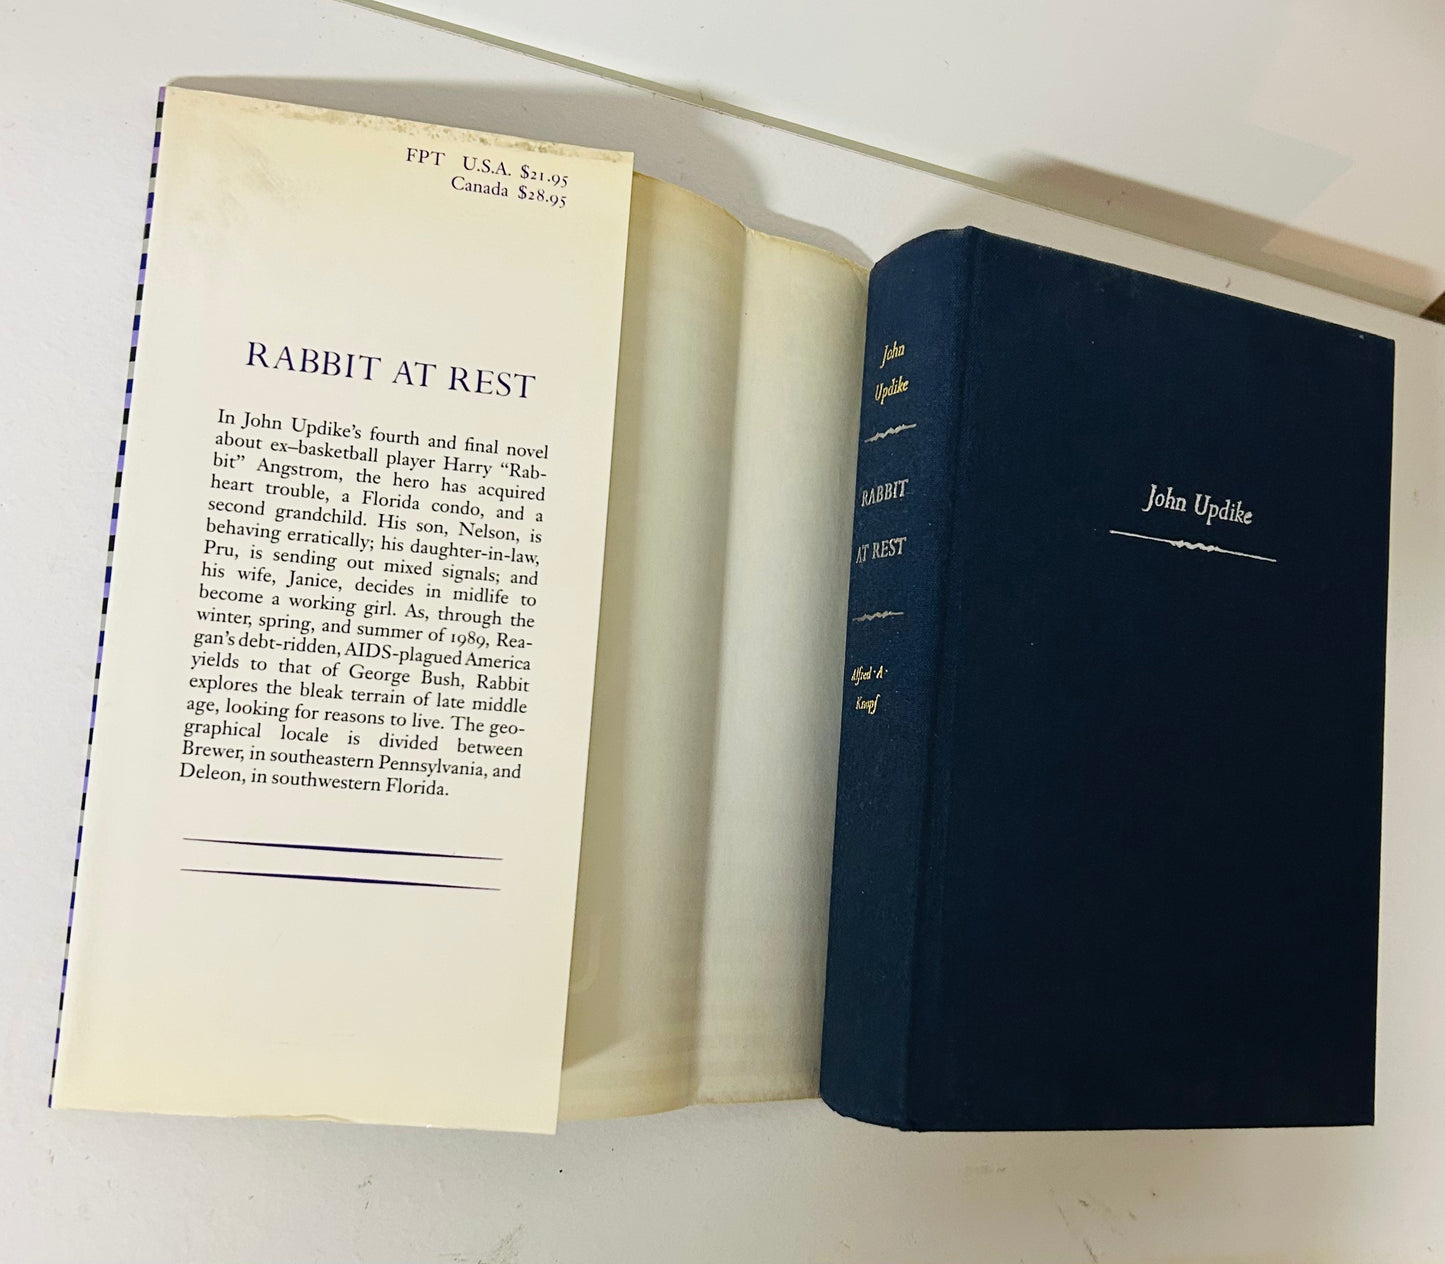 FPT U.S.A. $21.95
Canada $28.95
RABBIT AT REST
In John Updike's fourth and final novel
about ex–basketball player Harry “Rab-
bit” Angstrom, the hero has acquired
heart trouble, a Florida condo, and a
second grandchild. His son, Nelson, is
behaving erratically; his daughter-in-law,
Pru, is sending out mixed signals; and
his wife, Janice, decides in midlife to
become a working girl. As, through the
winter, spring, and summer of 1989, Rea-
gan's debt-ridden, AIDS-plagued America
yields to that of George Bush, Rabbit
explores the bleak terrain of late middle
age, looking for reasons to live. The geo-
graphical locale is divided between
Brewer, in southeastern Pennsylvania, and
Deleon, in southwestern Florida.
John
Updike
RABBIT
AT REST
Alfred · A ·
Knopf
John Updike